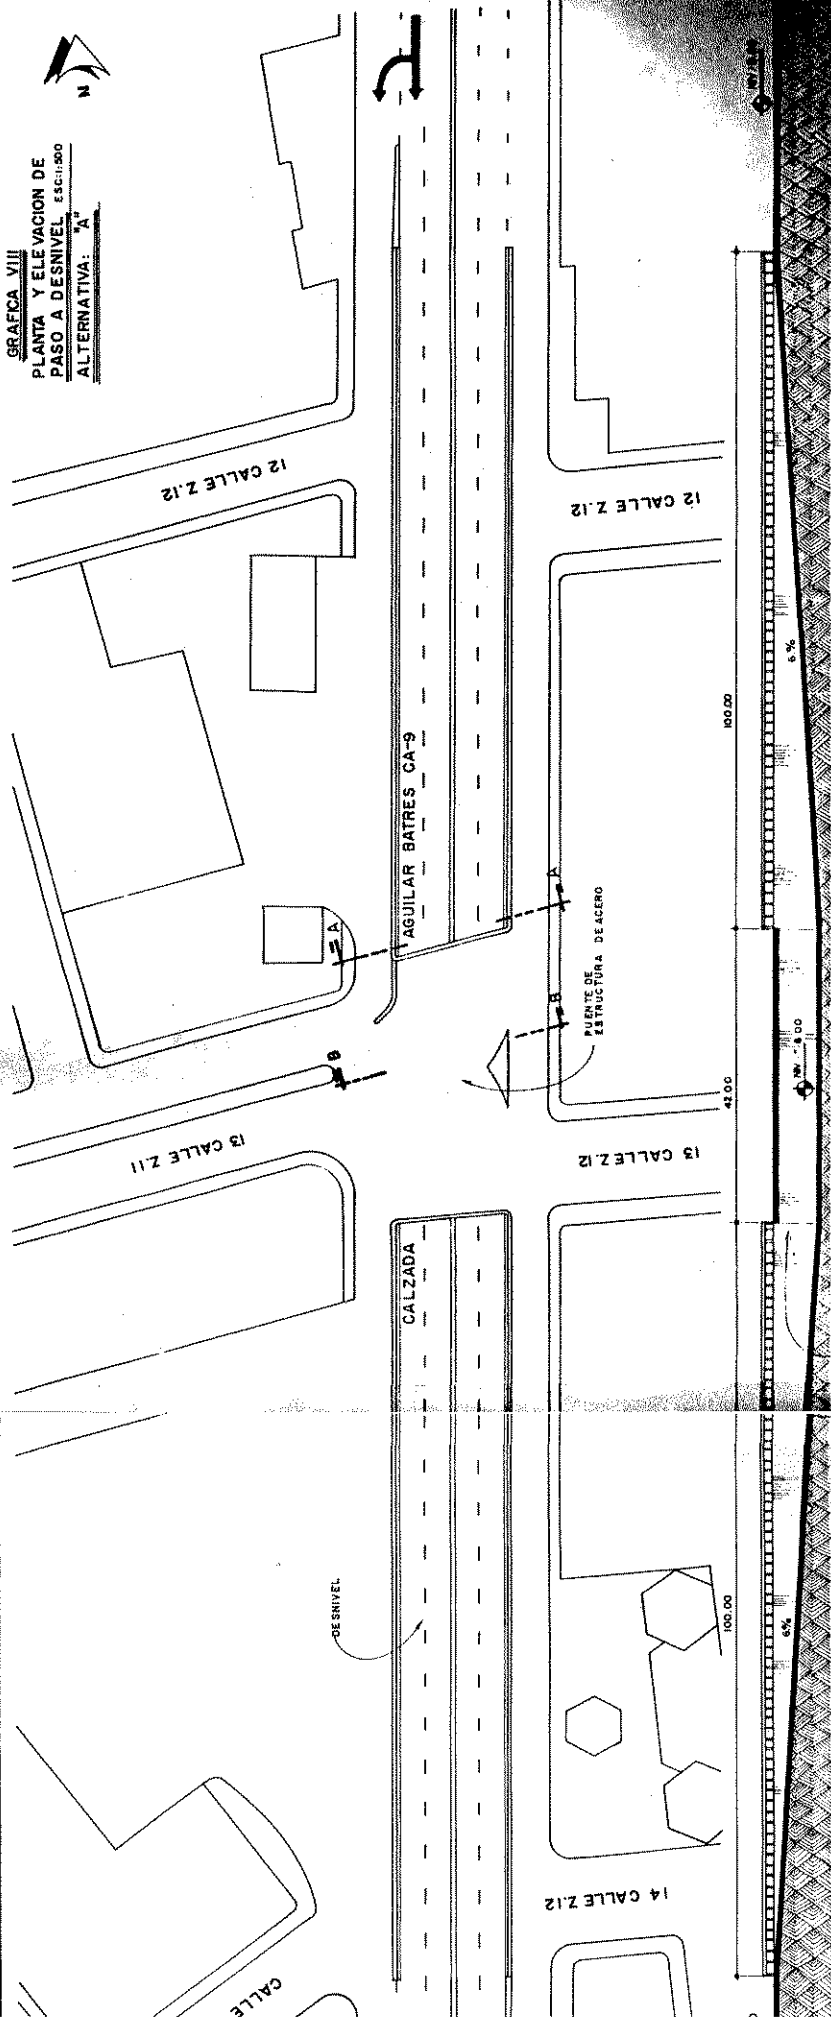 GRAFICA VIII
PLANTA Y ELEVACION DE
PASO A DESNIVEL ESC:1:500
ALTERNATIVA: "A"
N
12 CALLE Z.12
12 CALLE Z.12
AGUILAR BATRES CA-9
A
A
B
B
PUENTE DE
ESTRUCTURA DE ACERO
13 CALLE Z.11
13 CALLE Z.12
CALZADA
DESNIVEL
14 CALLE Z.12
CALLE
100.00
42.00
100.00
6%
6%